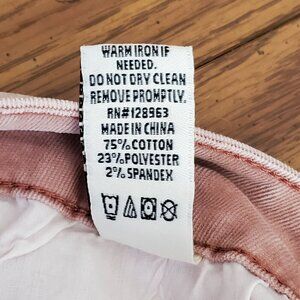 WARM IRON IF
NEEDED.
DO NOT DRY CLEAN
REMOVE PROMPTLY.
RN#128963
MADE IN CHINA
75% COTTON
23% POLYESTER
2% SPANDEX